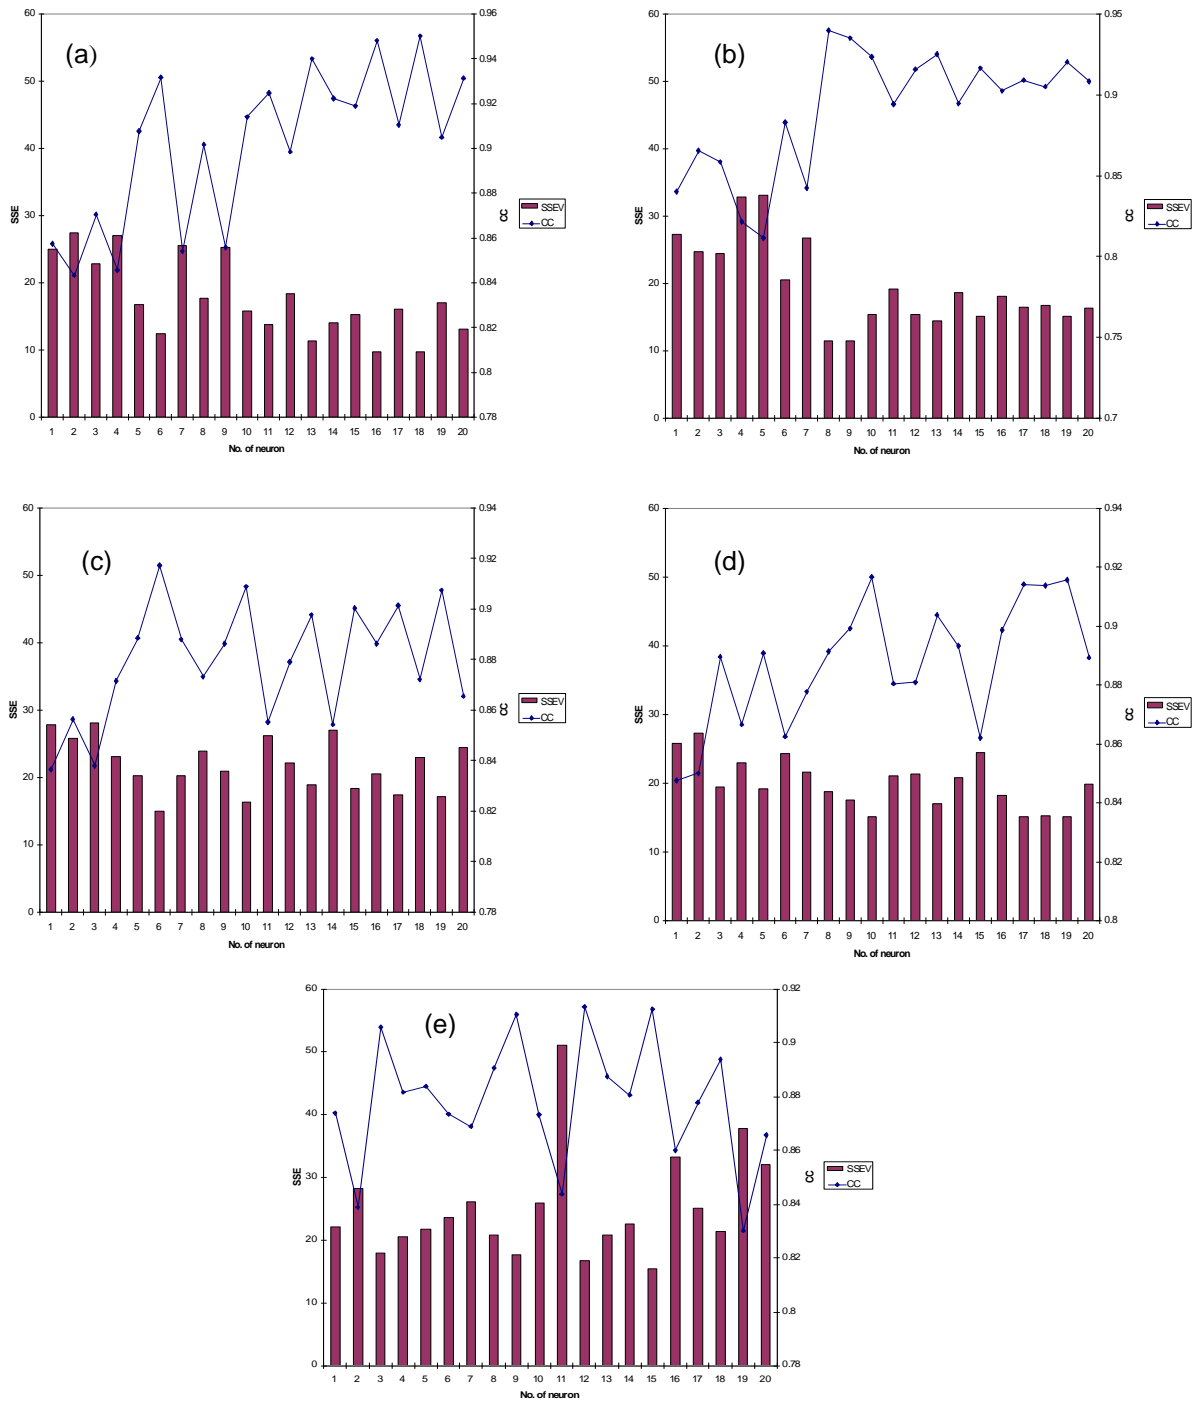 (a)
60
50
40
30
20
10
0
SSE
0.96
0.94
0.92
0.9
0.88
0.86
0.84
0.82
0.8
0.78
CC
SSEV
CC
1 2 3 4 5 6 7 8 9 10 11 12 13 14 15 16 17 18 19 20
No. of neuron
(b)
60
50
40
30
20
10
0
SSE
0.95
0.9
0.85
0.8
0.75
0.7
CC
SSEV
CC
1 2 3 4 5 6 7 8 9 10 11 12 13 14 15 16 17 18 19 20
No. of neuron
(c)
60
50
40
30
20
10
0
SSE
0.94
0.92
0.9
0.88
0.86
0.84
0.82
0.8
0.78
CC
SSEV
CC
1 2 3 4 5 6 7 8 9 10 11 12 13 14 15 16 17 18 19 20
No. of neuron
(d)
60
50
40
30
20
10
0
SSE
0.94
0.92
0.9
0.88
0.86
0.84
0.82
0.8
CC
SSEV
CC
1 2 3 4 5 6 7 8 9 10 11 12 13 14 15 16 17 18 19 20
No. of neuron
(e)
60
50
40
30
20
10
0
SSE
0.92
0.9
0.88
0.86
0.84
0.82
0.8
0.78
CC
SSEV
CC
1 2 3 4 5 6 7 8 9 10 11 12 13 14 15 16 17 18 19 20
No. of neuron